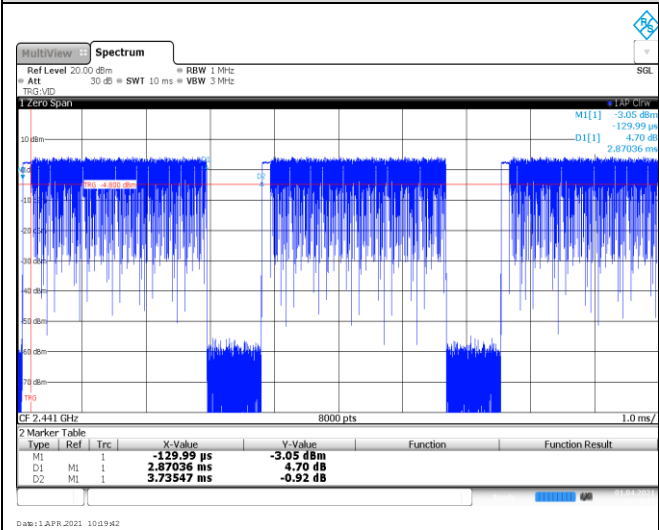 MultiView Spectrum
Ref Level 20.00 dBm RBW 1 MHz SGL
Att 30 dB SWT 10 ms VBW 3 MHz
TRG:VID
1 Zero Span 1AP Clrw
M1[1] -3.05 dBm
-129.99 µs
D1[1] 4.70 dB
2.87036 ms
10 dBm
D1
D2
TRG -4.800 dBm
-10 dBm
-20 dBm
-30 dBm
-40 dBm
-50 dBm
-60 dBm
-70 dBm
TRG
CF 2.441 GHz 8000 pts 1.0 ms/
2 Marker Table
Type Ref Trc X-Value Y-Value Function Function Result
M1 1 -129.99 µs -3.05 dBm
D1 M1 1 2.87036 ms 4.70 dB
D2 M1 1 3.73547 ms -0.92 dB
01.04.2021
Date: 1.APR.2021 10:19:42